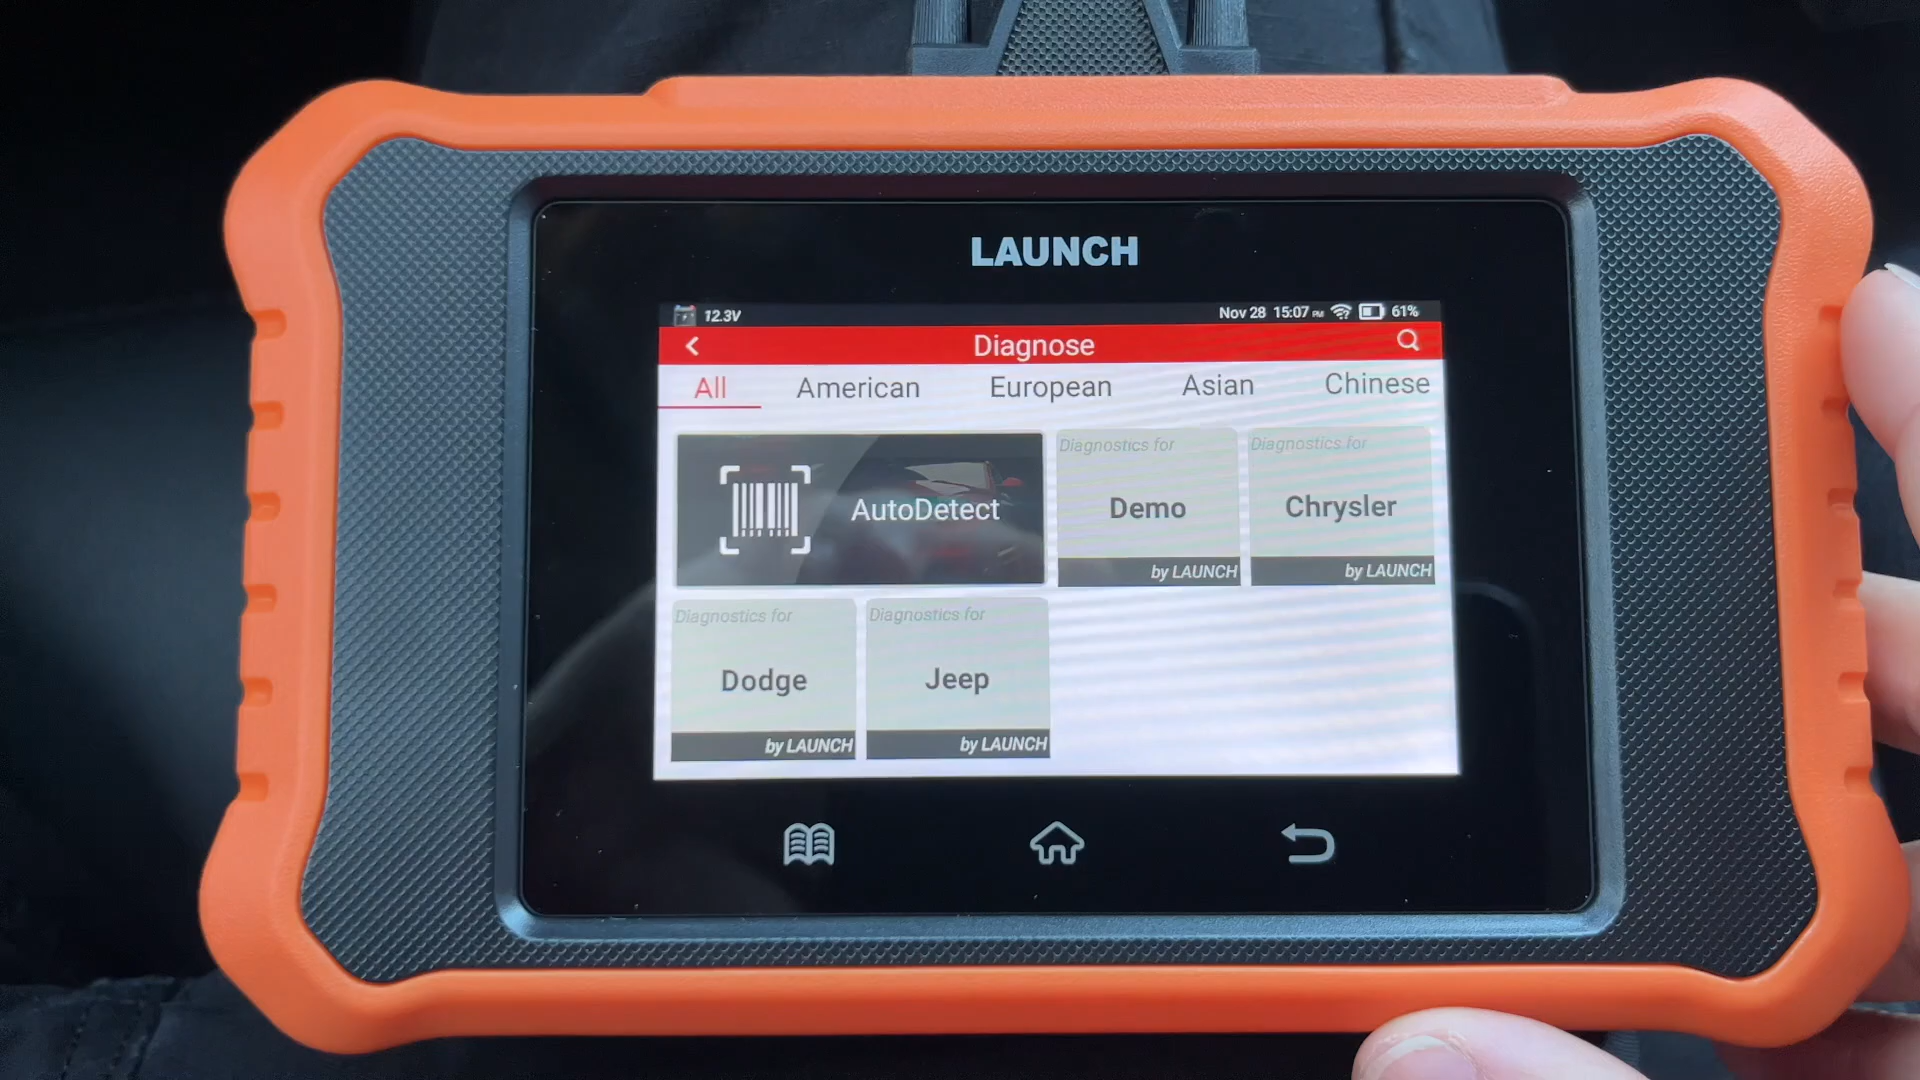 LAUNCH
12.3V
Nov 28 15:07 PM 61%
Diagnose
All American European Asian Chinese
AutoDetect
Diagnostics for
Demo
by LAUNCH
Diagnostics for
Chrysler
by LAUNCH
Diagnostics for
Dodge
by LAUNCH
Diagnostics for
Jeep
by LAUNCH